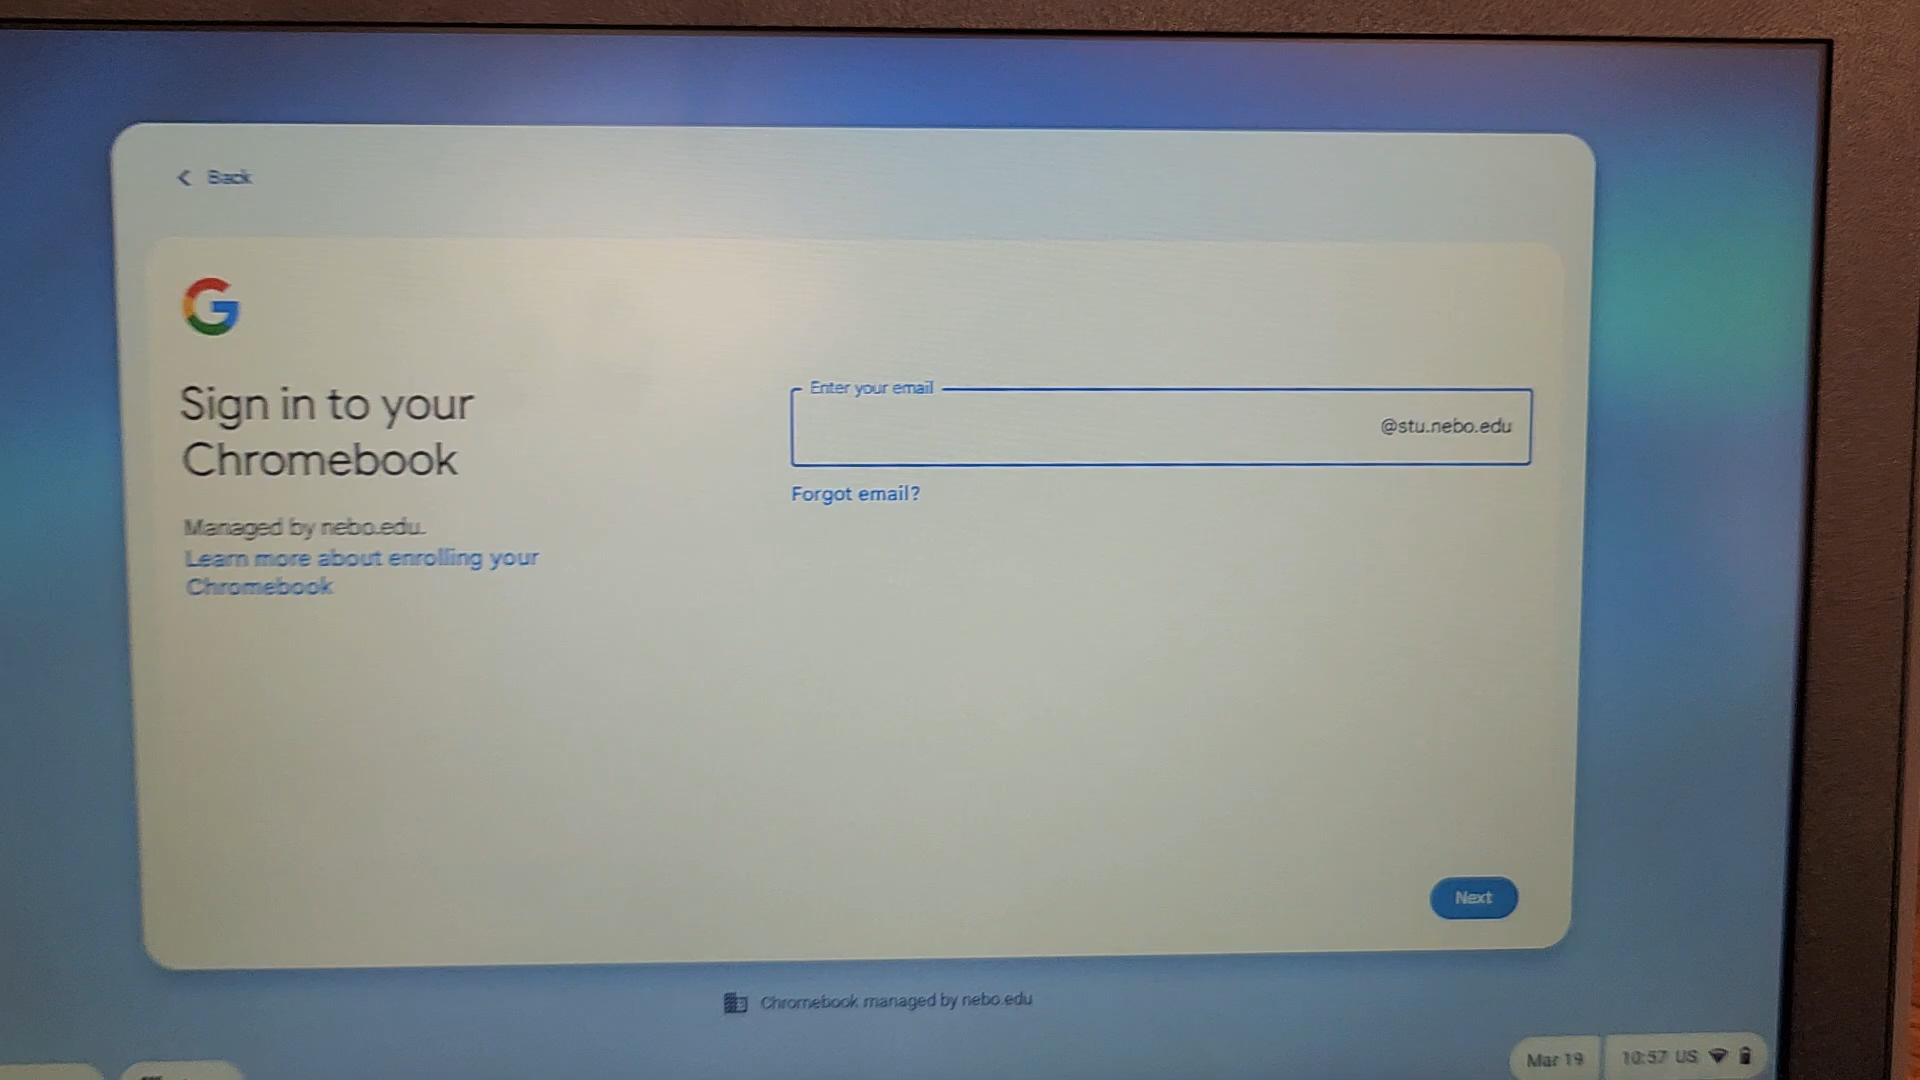 Back
Sign in to your
Chromebook
Managed by nebo.edu.
Learn more about enrolling your
Chromebook
Enter your email
@stu.nebo.edu
Forgot email?
Next
Chromebook managed by nebo.edu
Mar 19
10:57 US